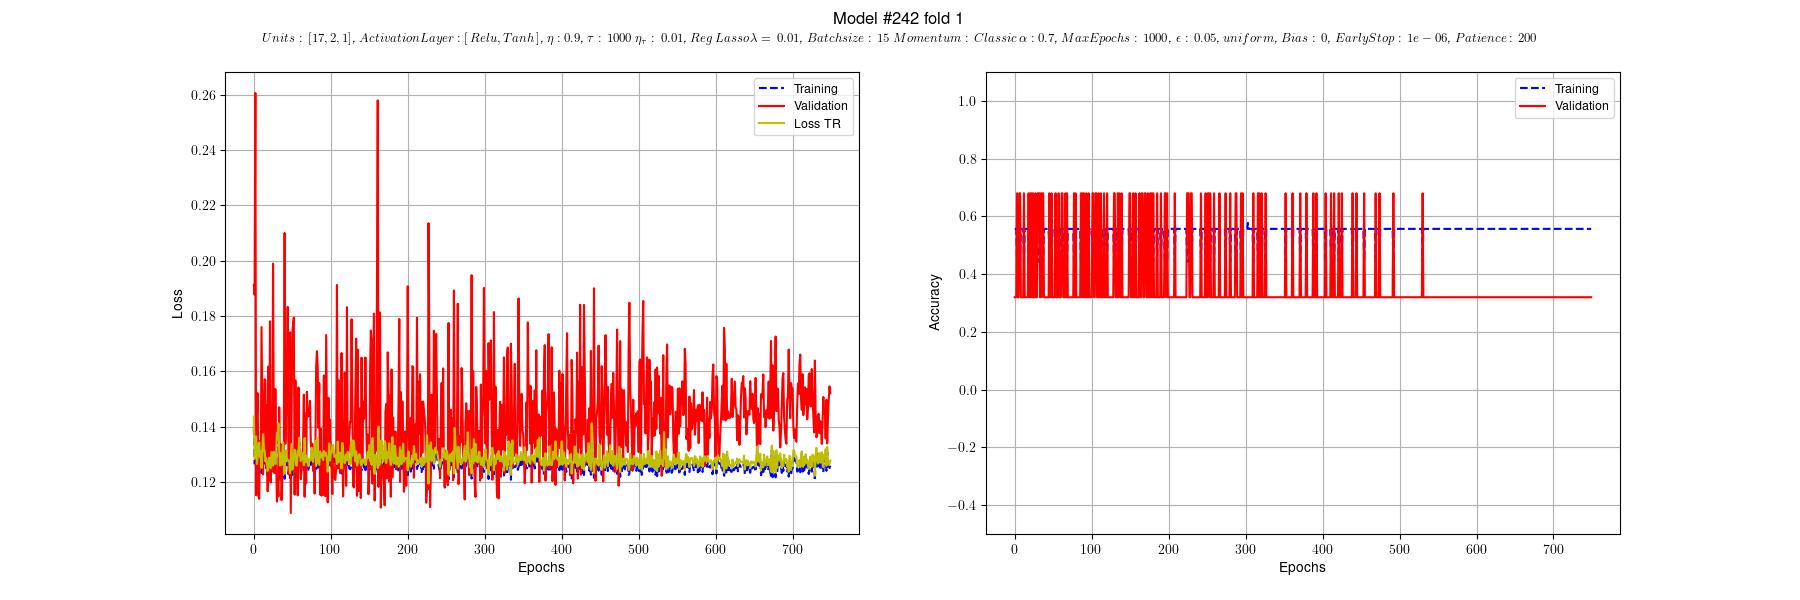 Model #242 fold 1
Units : [17, 2, 1], ActivationLayer : [ Relu, Tanh ], η : 0.9, τ : 1000 ητ : 0.01, Reg Lassoλ = 0.01, Batchsize : 15 Momentum : Classic α : 0.7, MaxEpochs : 1000, ϵ : 0.05, uniform, Bias : 0, EarlyStop : 1e − 06, Patience : 200
Training
Validation
Loss TR
0.26
0.24
0.22
0.20
0.18
0.16
0.14
0.12
Loss
0 100 200 300 400 500 600 700
Epochs
Training
Validation
1.0
0.8
0.6
0.4
0.2
0.0
−0.2
−0.4
Accuracy
0 100 200 300 400 500 600 700
Epochs